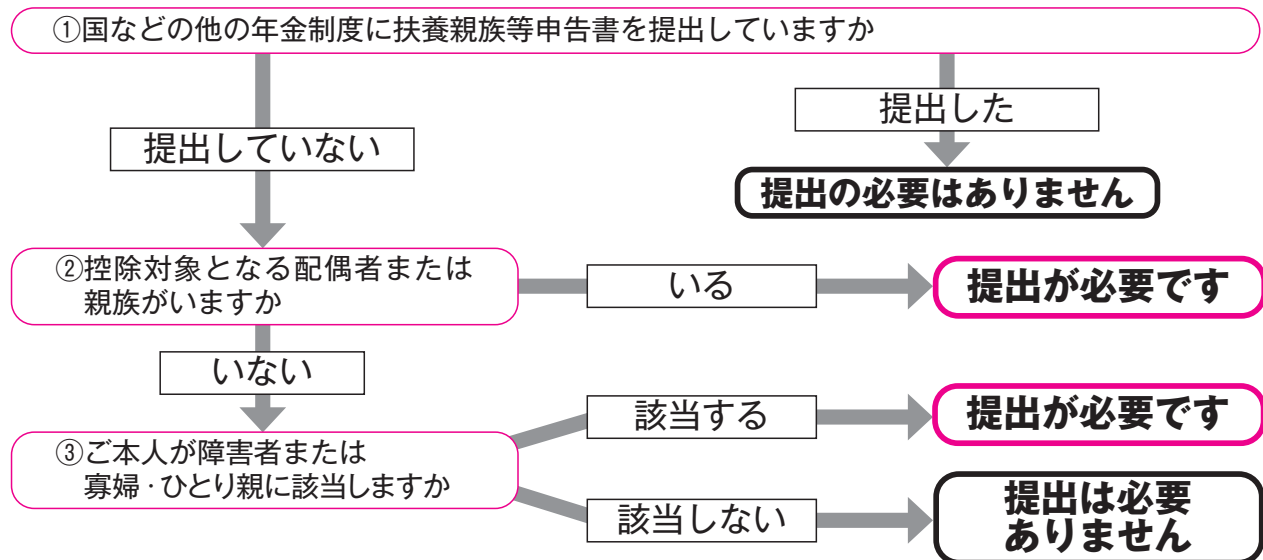 ①国などの他の年金制度に扶養親族等申告書を提出していますか
提出していない
提出した
提出の必要はありません
②控除対象となる配偶者または
親族がいますか
いる
提出が必要です
いない
③ご本人が障害者または
寡婦・ひとり親に該当しますか
該当する
提出が必要です
該当しない
提出は必要
ありません